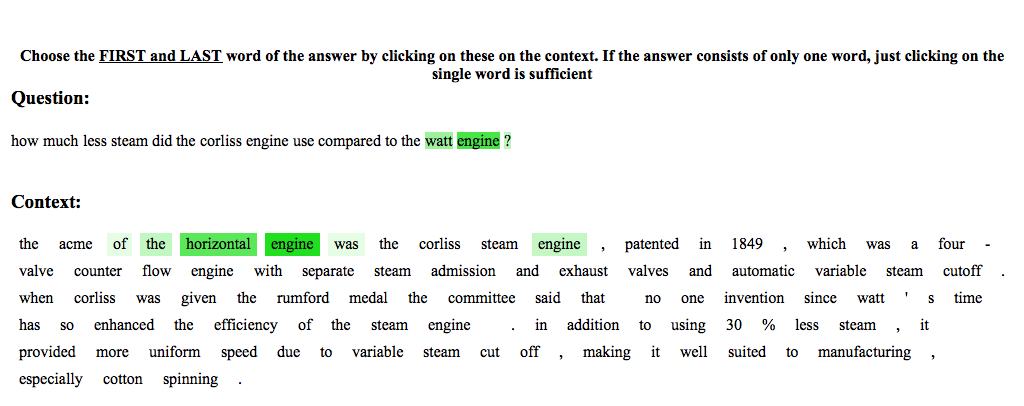 Choose the FIRST and LAST word of the answer by clicking on these on the context. If the answer consists of only one word, just clicking on the
single word is sufficient
Question:
how much less steam did the corliss engine use compared to the watt engine ?
Context:
the acme of the horizontal engine was the corliss steam engine , patented in 1849 , which was a four -
valve counter flow engine with separate steam admission and exhaust valves and automatic variable steam cutoff .
when corliss was given the rumford medal the committee said that no one invention since watt ' s time
has so enhanced the efficiency of the steam engine . in addition to using 30 % less steam , it
provided more uniform speed due to variable steam cut off , making it well suited to manufacturing ,
especially cotton spinning .